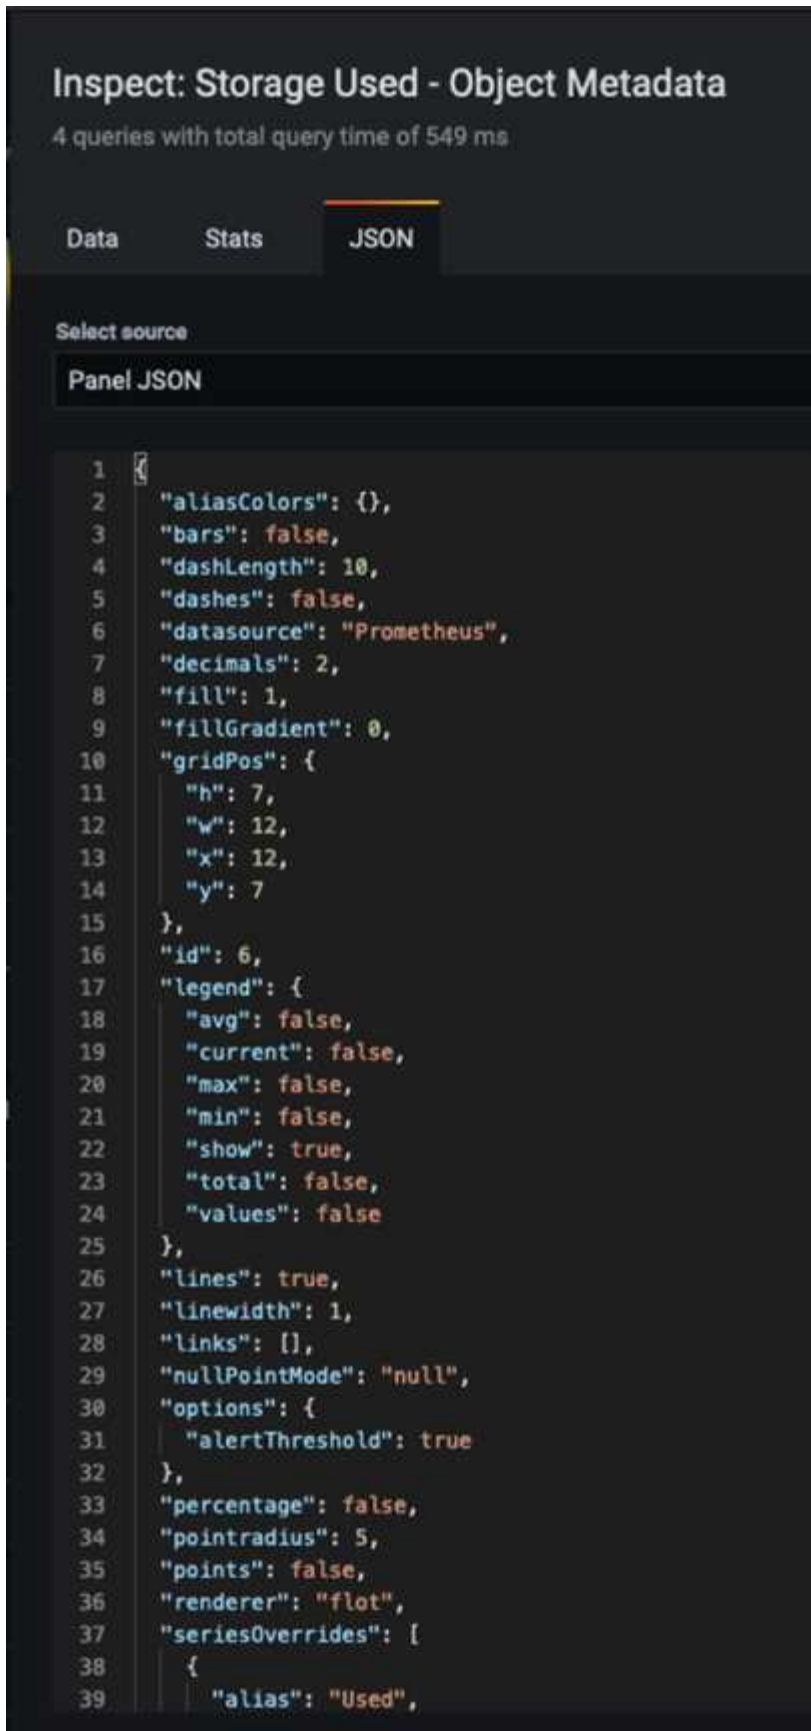 Inspect: Storage Used - Object Metadata
4 queries with total query time of 549 ms
Data Stats JSON
Select source
Panel JSON
1 {
2 "aliasColors": {},
3 "bars": false,
4 "dashLength": 10,
5 "dashes": false,
6 "datasource": "Prometheus",
7 "decimals": 2,
8 "fill": 1,
9 "fillGradient": 0,
10 "gridPos": {
11 "h": 7,
12 "w": 12,
13 "x": 12,
14 "y": 7
15 },
16 "id": 6,
17 "legend": {
18 "avg": false,
19 "current": false,
20 "max": false,
21 "min": false,
22 "show": true,
23 "total": false,
24 "values": false
25 },
26 "lines": true,
27 "linewidth": 1,
28 "links": [],
29 "nullPointMode": "null",
30 "options": {
31 "alertThreshold": true
32 },
33 "percentage": false,
34 "pointradius": 5,
35 "points": false,
36 "renderer": "flot",
37 "seriesOverrides": [
38 {
39 "alias": "Used",